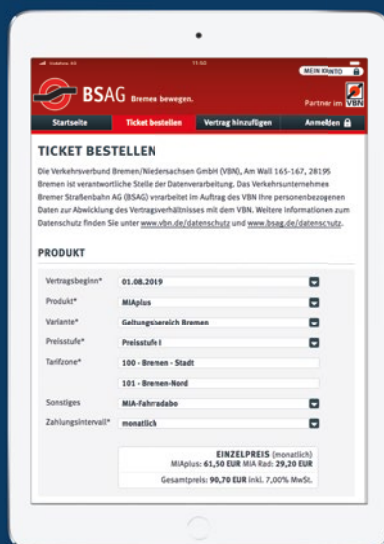 Vodafone DE 11:50
MEIN KONTO
BSAG Bremen bewegen.
Partner im VBN
Startseite Ticket bestellen Vertrag hinzufügen Anmelden
TICKET BESTELLEN
Die Verkehrsverbund Bremen/Niedersachsen GmbH (VBN), Am Wall 165-167, 28195
Bremen ist verantwortliche Stelle der Datenverarbeitung. Das Verkehrsunternehmen
Bremer Straßenbahn AG (BSAG) verarbeitet im Auftrag des VBN Ihre personenbezogenen
Daten zur Abwicklung des Vertragsverhältnisses mit dem VBN. Weitere Informationen zum
Datenschutz finden Sie unter www.vbn.de/datenschutz und www.bsag.de/datenschutz.
PRODUKT
Vertragsbeginn* 01.08.2019
Produkt* MIAplus
Variante* Geltungsbereich Bremen
Preisstufe* Preisstufe I
Tarifzone* 100 - Bremen - Stadt
101 - Bremen-Nord
Sonstiges MIA-Fahrradabo
Zahlungsintervall* monatlich
EINZELPREIS (monatlich)
MIAplus: 61,50 EUR MIA Rad: 29,20 EUR
Gesamtpreis: 90,70 EUR inkl. 7,00% MwSt.